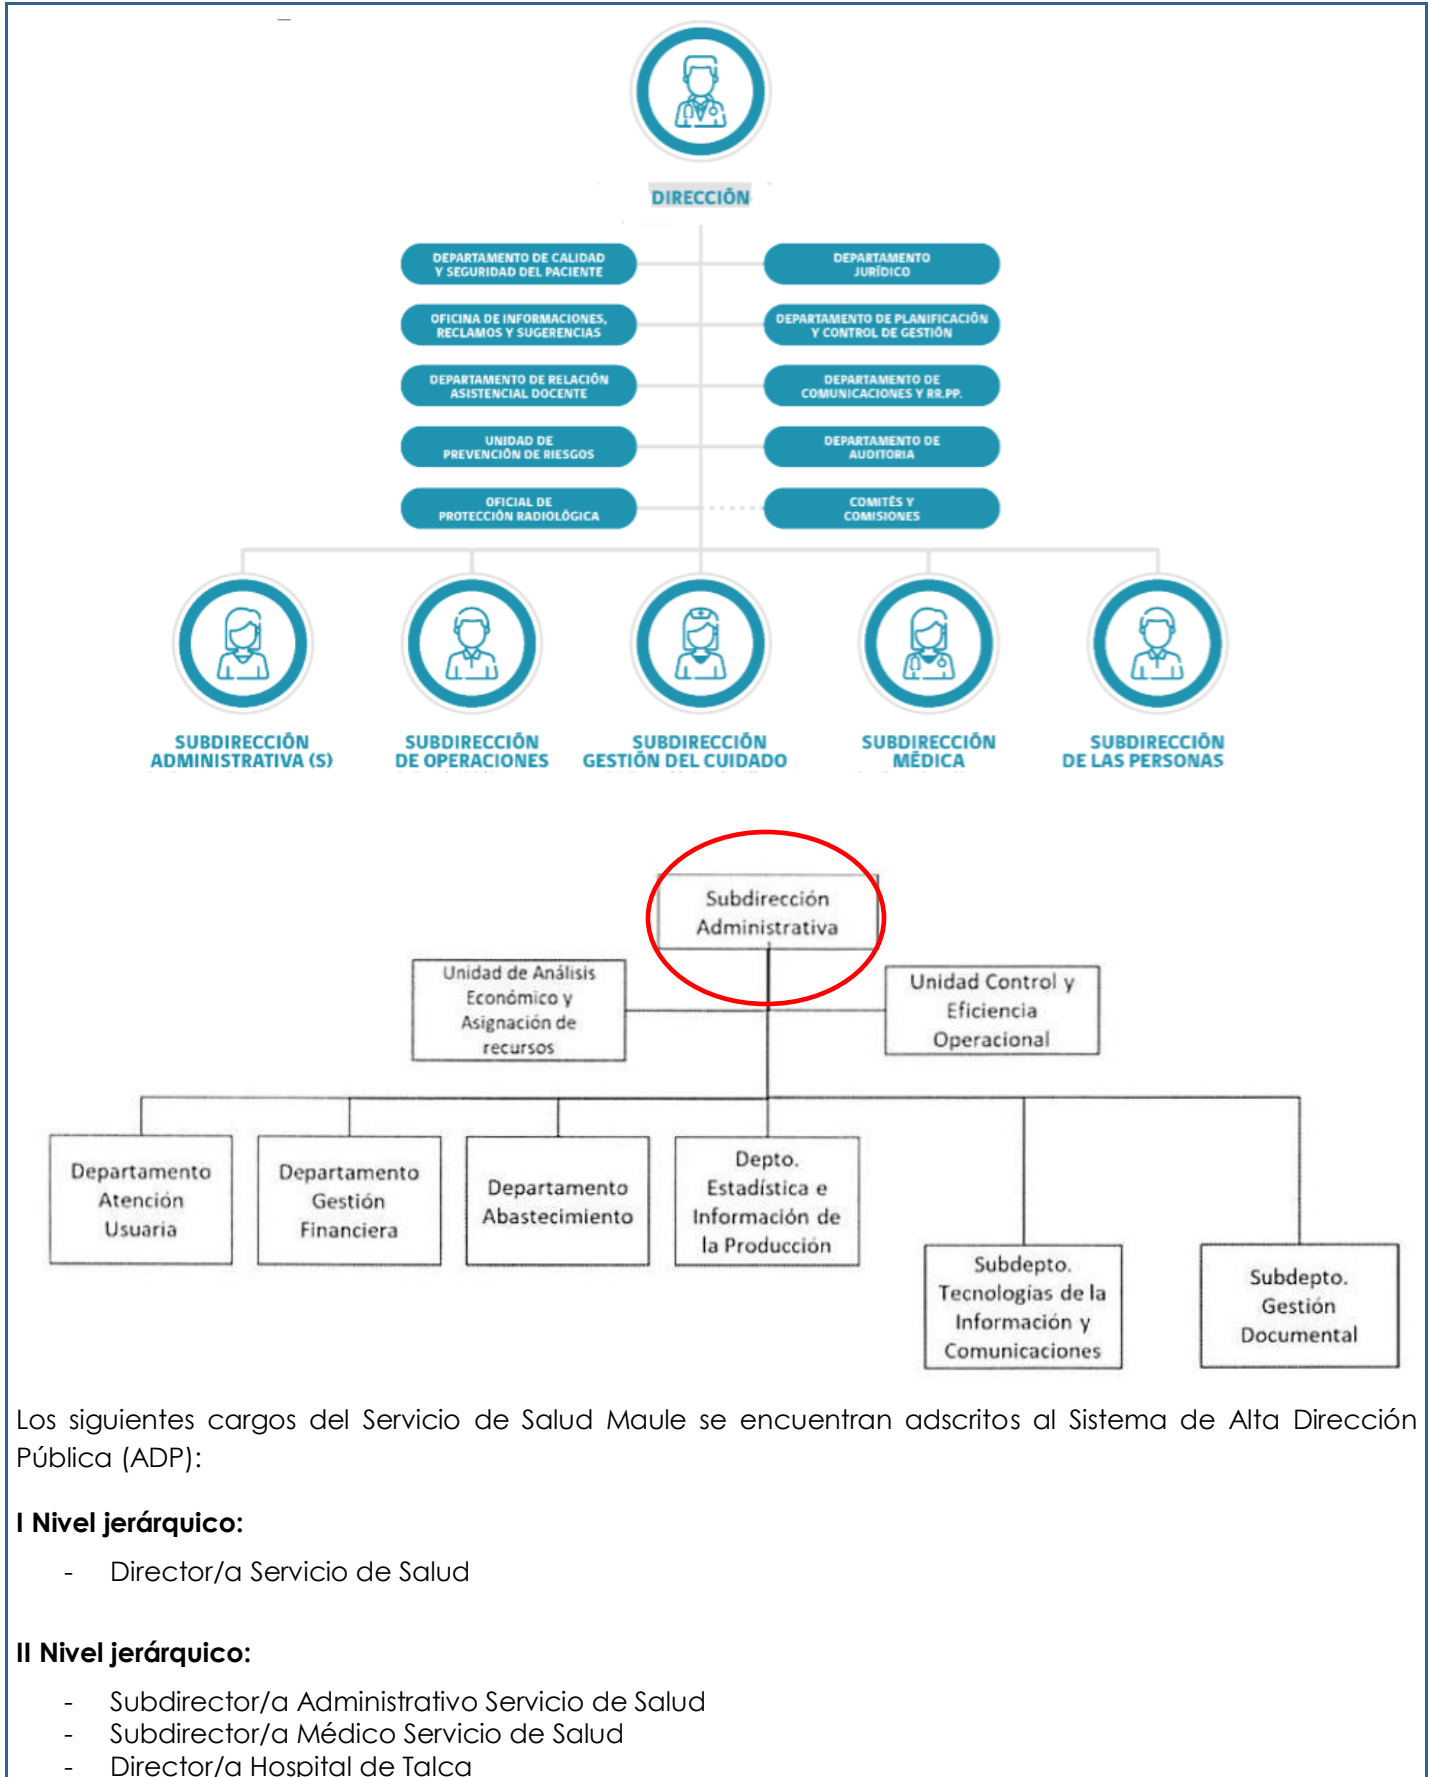 DIRECCIÓN
DEPARTAMENTO DE CALIDAD
Y SEGURIDAD DEL PACIENTE
DEPARTAMENTO
JURÍDICO
OFICINA DE INFORMACIONES,
RECLAMOS Y SUGERENCIAS
DEPARTAMENTO DE PLANIFICACIÓN
Y CONTROL DE GESTIÓN
DEPARTAMENTO DE RELACIÓN
ASISTENCIAL DOCENTE
DEPARTAMENTO DE
COMUNICACIONES Y RR.PP.
UNIDAD DE
PREVENCIÓN DE RIESGOS
DEPARTAMENTO DE
AUDITORIA
OFICIAL DE
PROTECCIÓN RADIOLÓGICA
COMITÉS Y
COMISIONES
SUBDIRECCIÓN
ADMINISTRATIVA (S)
SUBDIRECCIÓN
DE OPERACIONES
SUBDIRECCIÓN
GESTIÓN DEL CUIDADO
SUBDIRECCIÓN
MÉDICA
SUBDIRECCIÓN
DE LAS PERSONAS
Subdirección
Administrativa
Unidad de Análisis
Económico y
Asignación de
recursos
Unidad Control y
Eficiencia
Operacional
Departamento
Atención
Usuaria
Departamento
Gestión
Financiera
Departamento
Abastecimiento
Depto.
Estadística e
Información de
la Producción
Subdepto.
Tecnologías de la
Información y
Comunicaciones
Subdepto.
Gestión
Documental
Los siguientes cargos del Servicio de Salud Maule se encuentran adscritos al Sistema de Alta Dirección
Pública (ADP):
I Nivel jerárquico:
- Director/a Servicio de Salud
II Nivel jerárquico:
- Subdirector/a Administrativo Servicio de Salud
- Subdirector/a Médico Servicio de Salud
- Director/a Hospital de Talca